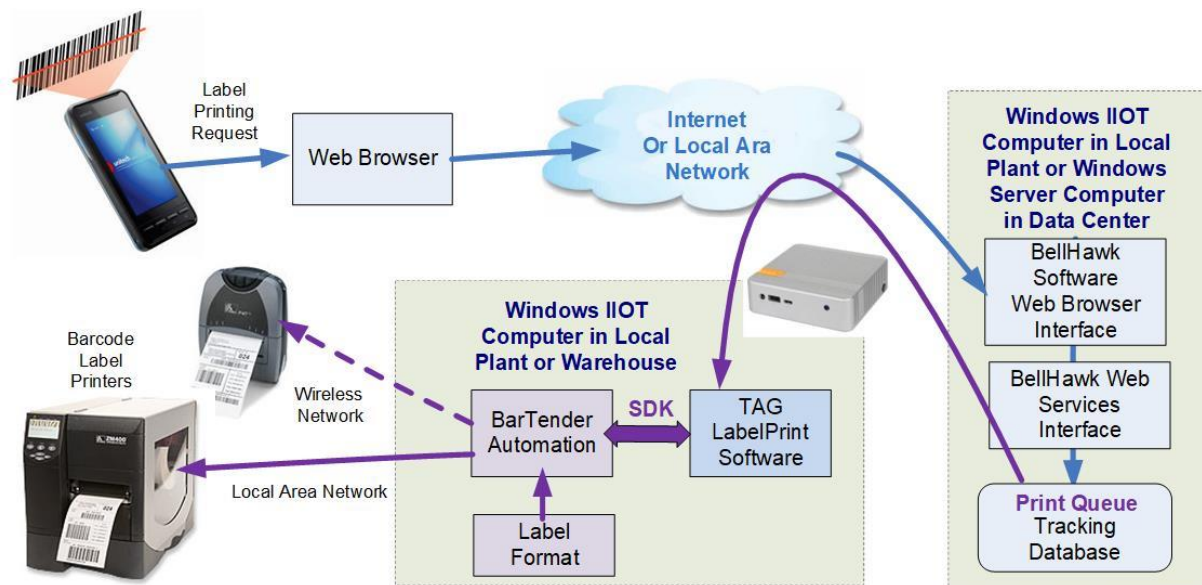 Label
Printing
Request
Web Browser
Internet
Or Local Ara
Network
Windows IIOT
Computer in Local
Plant or Windows
Server Computer
in Data Center
BellHawk
Software
Web Browser
Interface
BellHawk Web
Services
Interface
Print Queue
Tracking
Database
Windows IIOT
Computer in Local
Plant or Warehouse
Barcode
Label
Printers
Wireless
Network
BarTender
Automation
SDK
TAG
LabelPrint
Software
Local Area Network
Label
Format